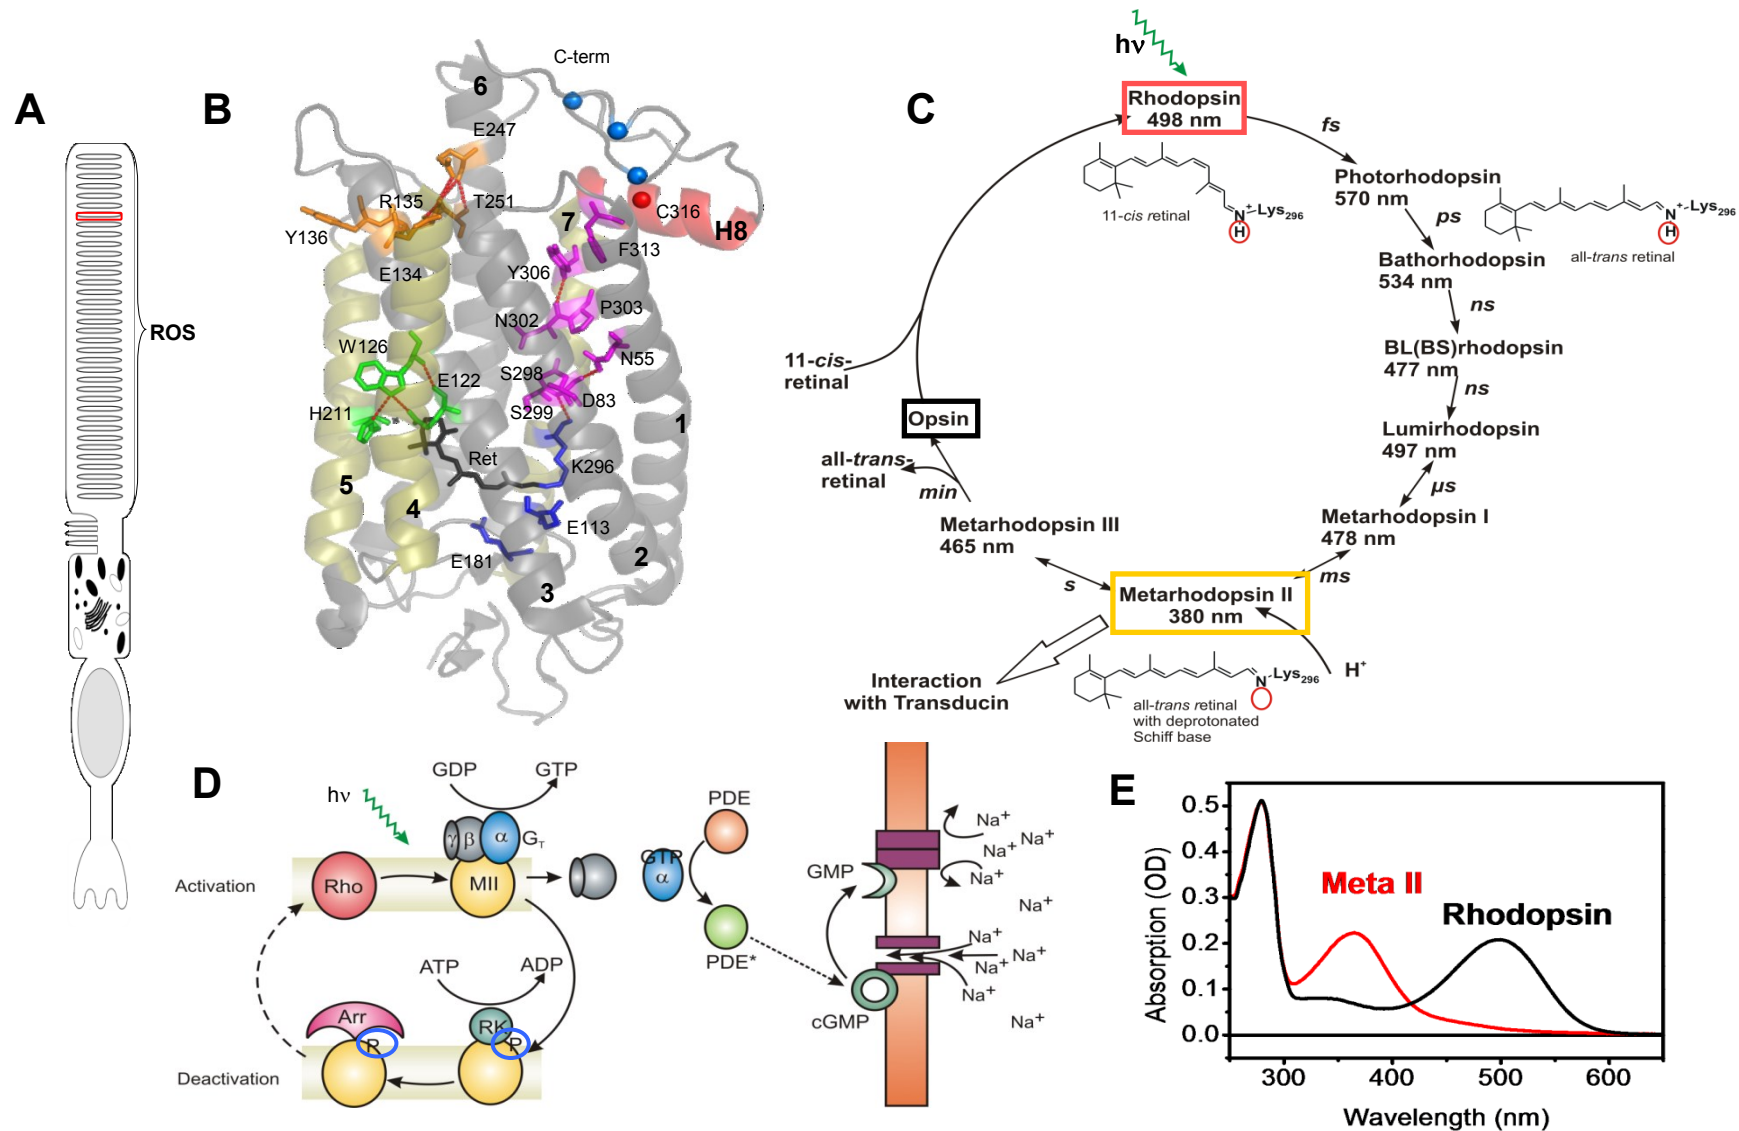 A
ROS
B
C-term
6
E247
R135
T251
Y136
E134
7
C316
H8
F313
Y306
P303
N302
W126
N55
E122
S298
D83
H211
S299
1
Ret
K296
5
4
E113
E181
2
3
C
hν
Rhodopsin
498 nm
fs
11-cis retinal
N
+
Lys296
H
Photorhodopsin
570 nm
ps
N
+
Lys296
H
all-trans retinal
Bathorhodopsin
534 nm
ns
BL(BS)rhodopsin
477 nm
ns
Lumirhodopsin
497 nm
µs
Metarhodopsin I
478 nm
ms
Metarhodopsin II
380 nm
H+
N
Lys296
all-trans retinal
with deprotonated
Schiff base
Interaction
with Transducin
s
Metarhodopsin III
465 nm
min
all-trans-
retinal
Opsin
11-cis-
retinal
D
hν
GDP
GTP
γ
β
α
GT
Activation
Rho
MII
GTP
α
PDE
PDE*
GMP
cGMP
Na+
Na+
Na+
Na+
Na+
Na+
Na+
Na+
Na+
Na+
ATP
ADP
Arr
R
RK
P
Deactivation
E
Absorption (OD)
0.5
0.4
0.3
0.2
0.1
0.0
Meta II
Rhodopsin
300
400
500
600
Wavelength (nm)